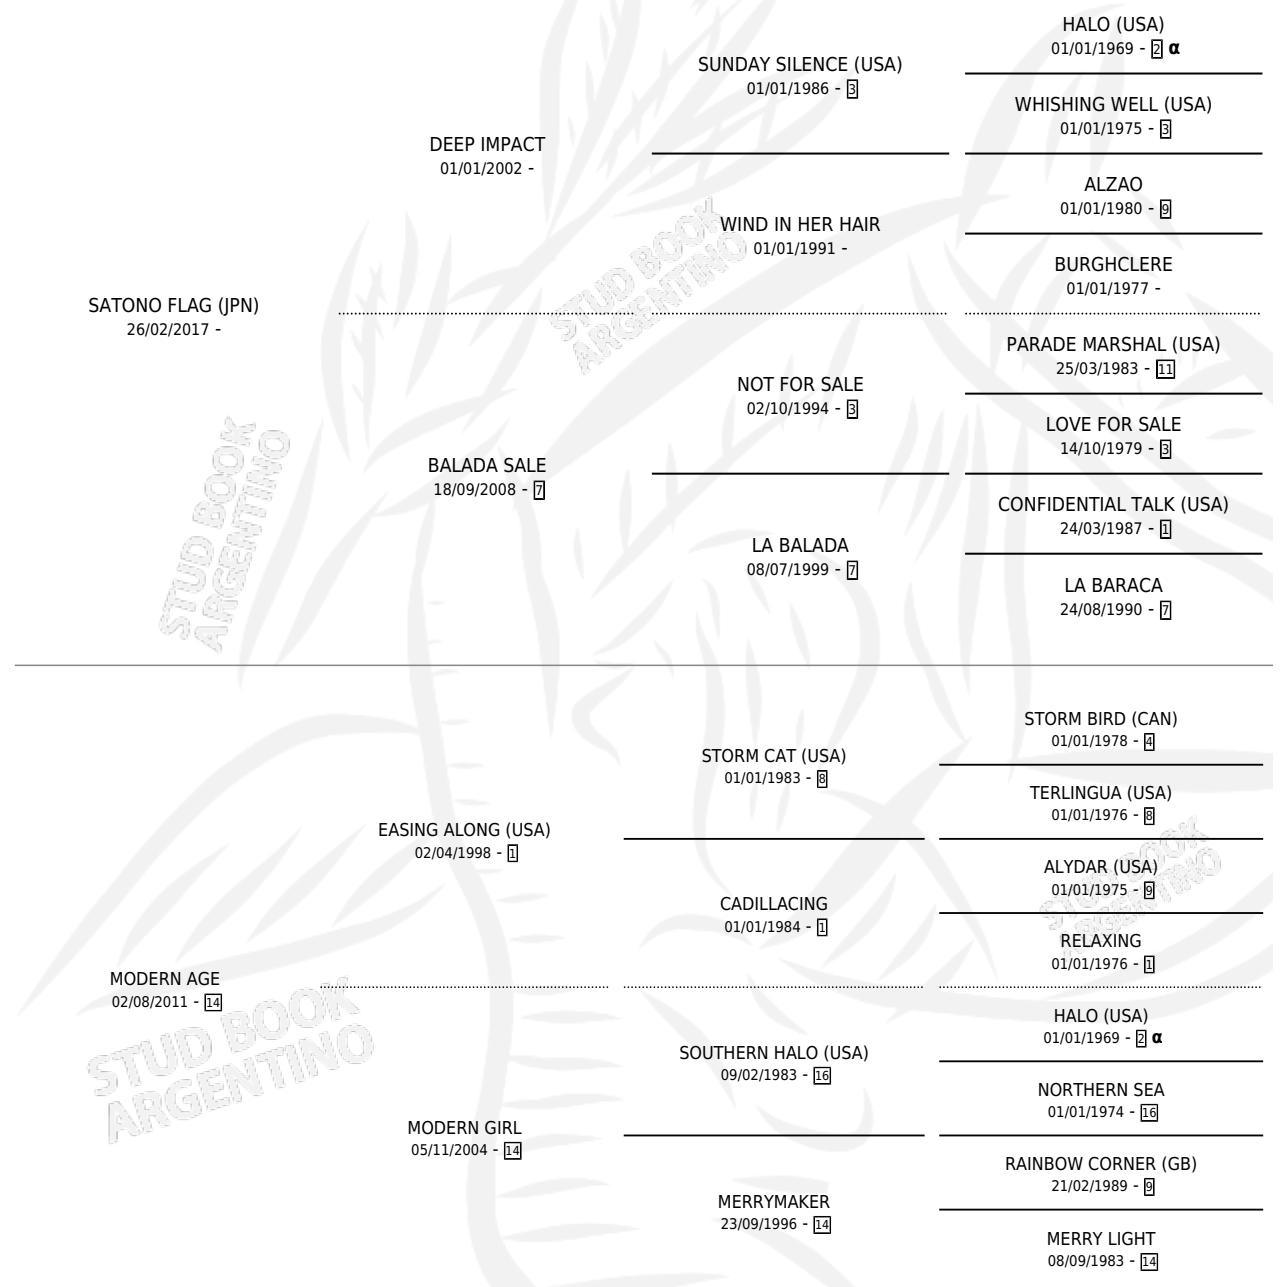 HALO (USA)
01/01/1969 - 2 α
SUNDAY SILENCE (USA)
01/01/1986 - 3
WHISHING WELL (USA)
01/01/1975 - 3
DEEP IMPACT
01/01/2002 -
ALZAO
01/01/1980 - 9
WIND IN HER HAIR
01/01/1991 -
BURGHCLERE
01/01/1977 -
STUD BOOK
ARGENTINO
SATONO FLAG (JPN)
26/02/2017 -
PARADE MARSHAL (USA)
25/03/1983 - 11
NOT FOR SALE
02/10/1994 - 3
LOVE FOR SALE
14/10/1979 - 3
BALADA SALE
18/09/2008 - 7
CONFIDENTIAL TALK (USA)
24/03/1987 - 1
LA BALADA
08/07/1999 - 7
LA BARACA
24/08/1990 - 7
STUD BOOK
ARGENTINO
STORM BIRD (CAN)
01/01/1978 - 4
STORM CAT (USA)
01/01/1983 - 8
TERLINGUA (USA)
01/01/1976 - 8
EASING ALONG (USA)
02/04/1998 - 1
ALYDAR (USA)
01/01/1975 - 9
CADILLACING
01/01/1984 - 1
RELAXING
01/01/1976 - 1
STUD BOOK
ARGENTINO
MODERN AGE
02/08/2011 - 14
HALO (USA)
01/01/1969 - 2 α
SOUTHERN HALO (USA)
09/02/1983 - 16
NORTHERN SEA
01/01/1974 - 16
STUD BOOK
ARGENTINO
MODERN GIRL
05/11/2004 - 14
RAINBOW CORNER (GB)
21/02/1989 - 9
MERRYMAKER
23/09/1996 - 14
MERRY LIGHT
08/09/1983 - 14